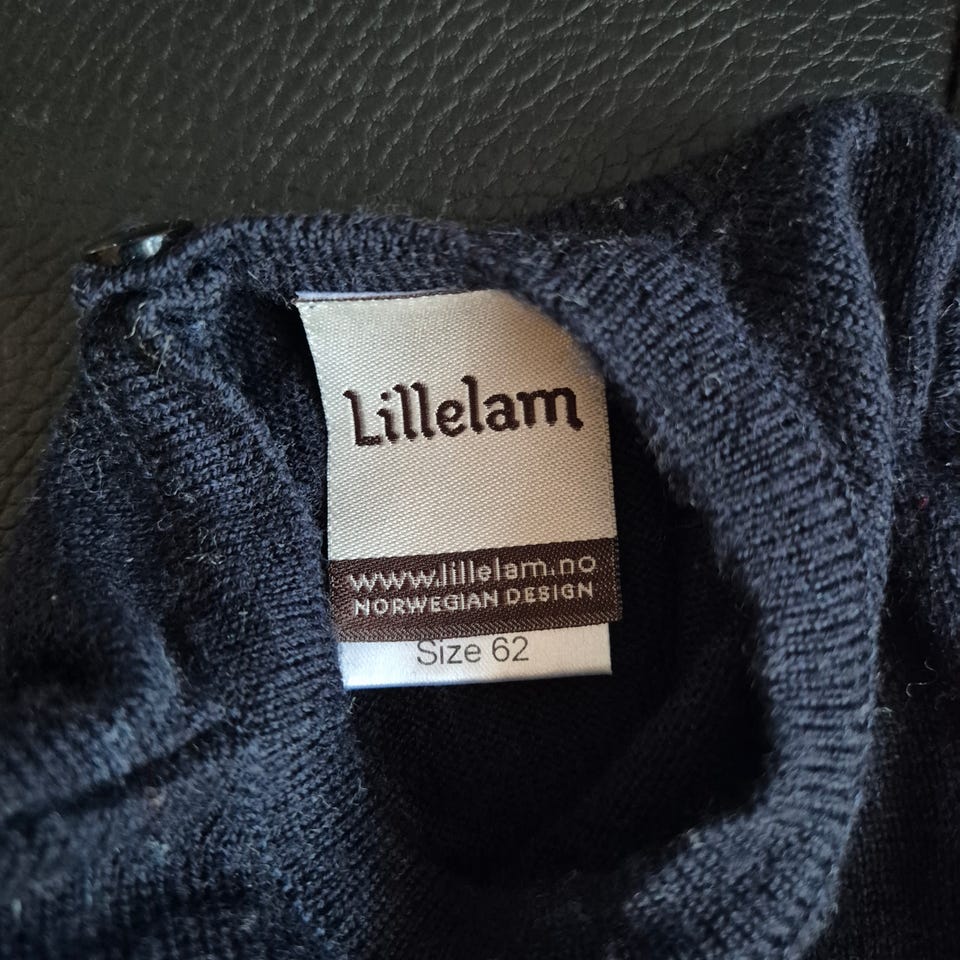 Lillelam
www.lillelam.no
NORWEGIAN DESIGN
Size 62